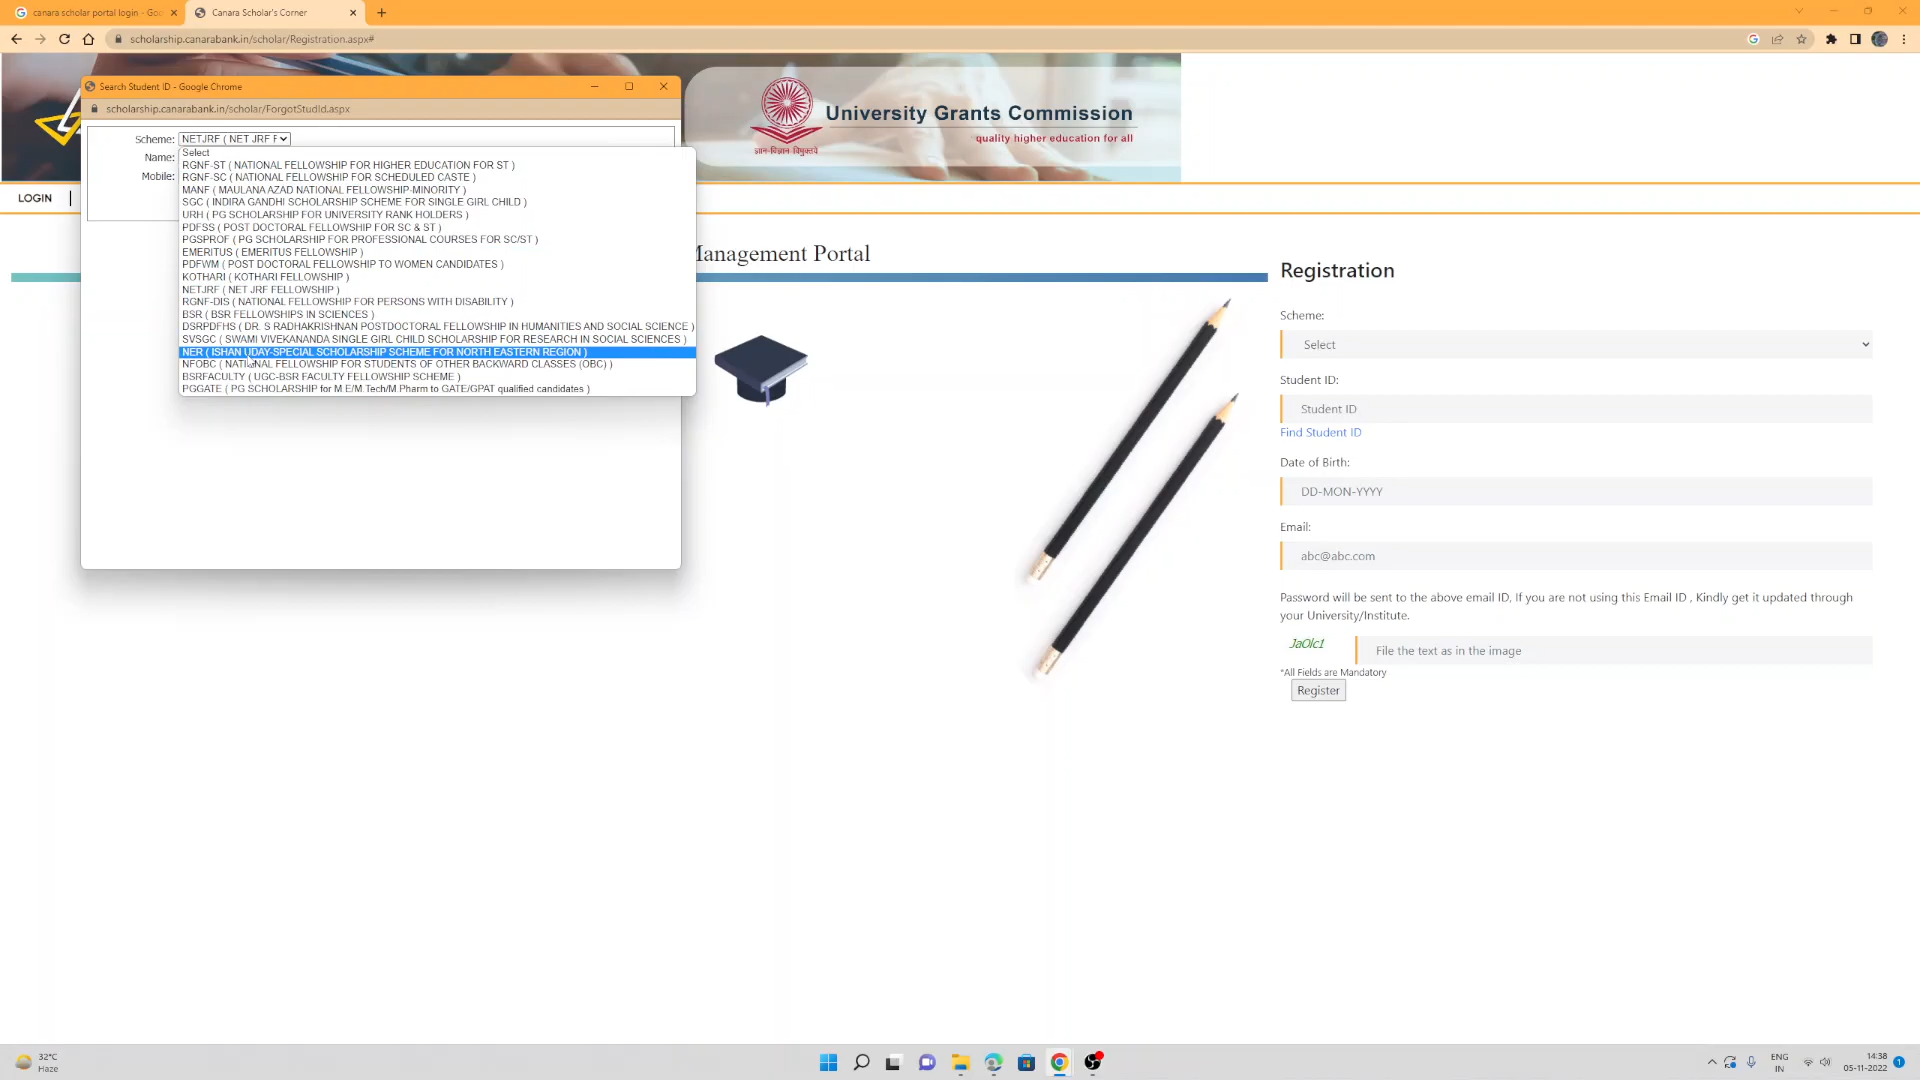 canara scholar portal login - Goo
Canara Scholar's Corner
scholarship.canarabank.in/scholar/Registration.aspx#
Search Student ID - Google Chrome
scholarship.canarabank.in/scholar/ForgotStudId.aspx
University Grants Commission
quality higher education for all
ज्ञान-विज्ञान विमुक्तये
LOGIN
Scheme: NETJRF ( NET JRF F
Name:
Mobile:
Select
RGNF-ST ( NATIONAL FELLOWSHIP FOR HIGHER EDUCATION FOR ST )
RGNF-SC ( NATIONAL FELLOWSHIP FOR SCHEDULED CASTE )
MANF ( MAULANA AZAD NATIONAL FELLOWSHIP-MINORITY )
SGC ( INDIRA GANDHI SCHOLARSHIP SCHEME FOR SINGLE GIRL CHILD )
URH ( PG SCHOLARSHIP FOR UNIVERSITY RANK HOLDERS )
PDFSS ( POST DOCTORAL FELLOWSHIP FOR SC & ST )
PGSPROF ( PG SCHOLARSHIP FOR PROFESSIONAL COURSES FOR SC/ST )
EMERITUS ( EMERITUS FELLOWSHIP )
PDFWM ( POST DOCTORAL FELLOWSHIP TO WOMEN CANDIDATES )
KOTHARI ( KOTHARI FELLOWSHIP )
NETJRF ( NET JRF FELLOWSHIP )
RGNF-DIS ( NATIONAL FELLOWSHIP FOR PERSONS WITH DISABILITY )
BSR ( BSR FELLOWSHIPS IN SCIENCES )
DSRPDFHS ( DR. S RADHAKRISHNAN POSTDOCTORAL FELLOWSHIP IN HUMANITIES AND SOCIAL SCIENCE )
SVSGC ( SWAMI VIVEKANANDA SINGLE GIRL CHILD SCHOLARSHIP FOR RESEARCH IN SOCIAL SCIENCES )
NER ( ISHAN UDAY-SPECIAL SCHOLARSHIP SCHEME FOR NORTH EASTERN REGION )
NFOBC ( NATIONAL FELLOWSHIP FOR STUDENTS OF OTHER BACKWARD CLASSES (OBC) )
BSRFACULTY ( UGC-BSR FACULTY FELLOWSHIP SCHEME )
PGGATE ( PG SCHOLARSHIP for M.E/M.Tech/M.Pharm to GATE/GPAT qualified candidates )
Management Portal
Registration
Scheme:
Select
Student ID:
Student ID
Find Student ID
Date of Birth:
DD-MON-YYYY
Email:
abc@abc.com
Password will be sent to the above email ID, If you are not using this Email ID , Kindly get it updated through
your University/Institute.
JaOlc1
File the text as in the image
*All Fields are Mandatory
Register
32°C
Haze
ENG
IN
14:38
05-11-2022
1